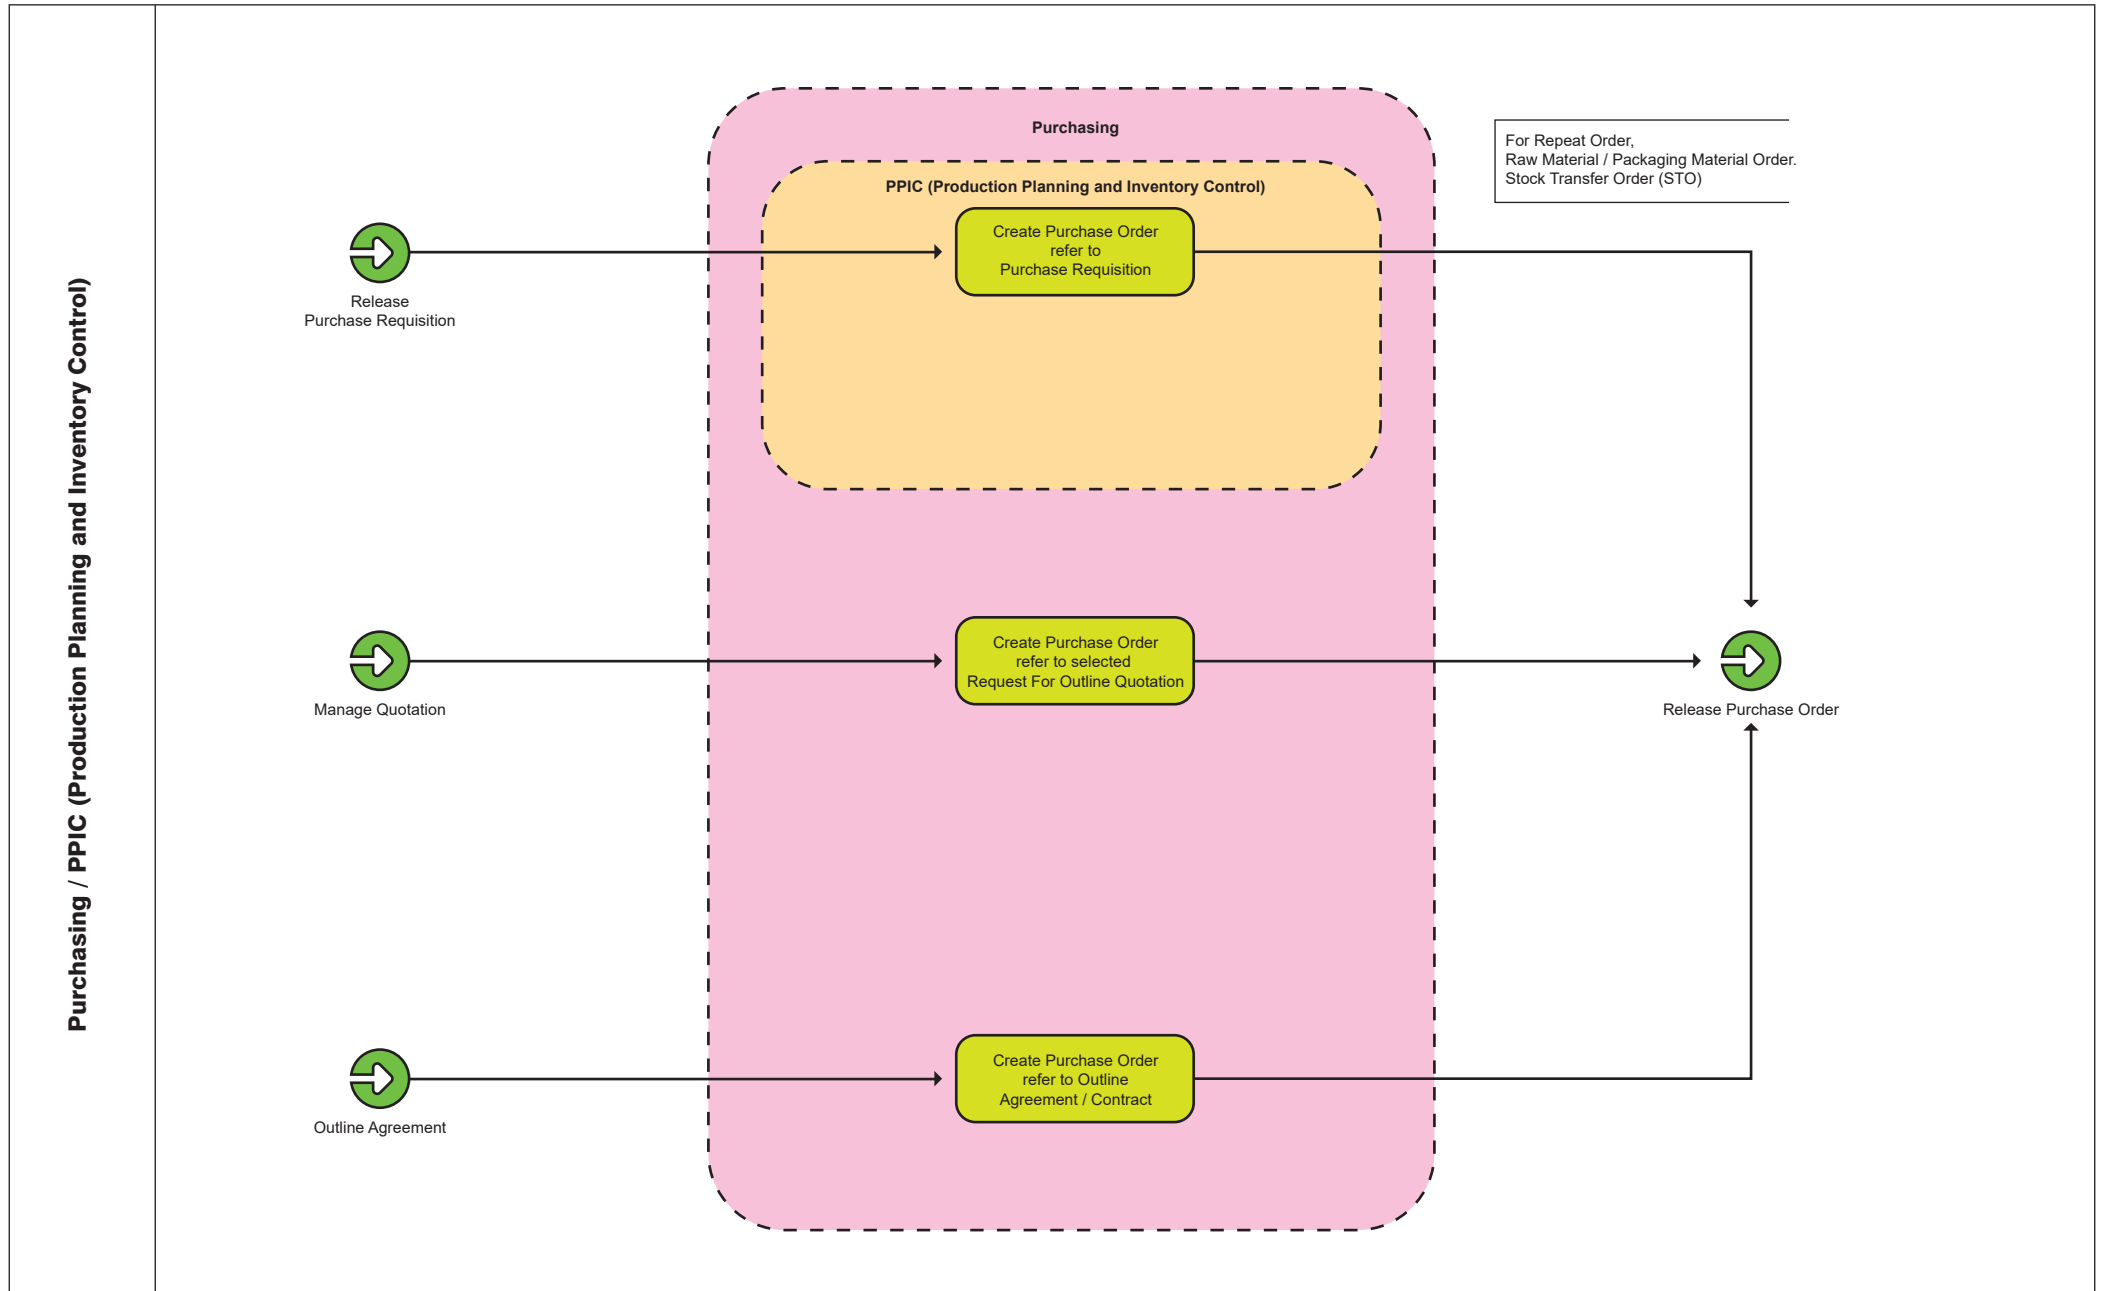 Purchasing / PPIC (Production Planning and Inventory Control)
Purchasing
For Repeat Order,
Raw Material / Packaging Material Order.
Stock Transfer Order (STO)
PPIC (Production Planning and Inventory Control)
Release
Purchase Requisition
Create Purchase Order
refer to
Purchase Requisition
Manage Quotation
Create Purchase Order
refer to selected
Request For Outline Quotation
Release Purchase Order
Outline Agreement
Create Purchase Order
refer to Outline
Agreement / Contract